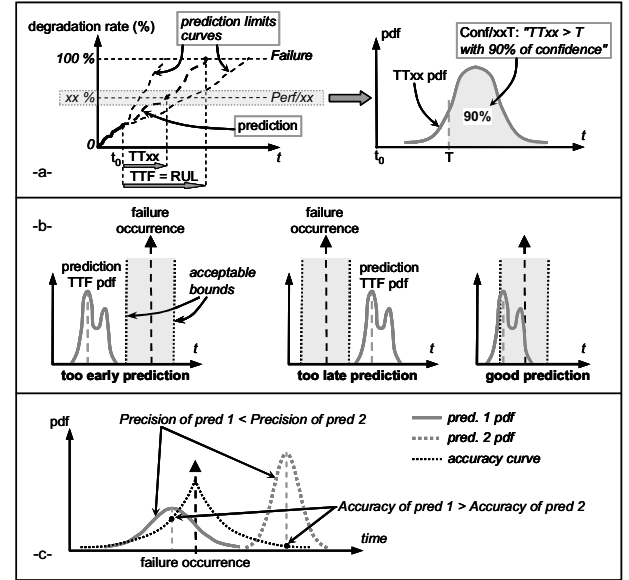 degradation rate (%)
prediction limits
curves
100 %
Failure
xx %
Perf/xx
prediction
0
t0
TTxx
t
TTF = RUL
-a-
pdf
Conf/xxT: "TTxx > T
with 90% of confidence"
TTxx pdf
90%
t
t0
T
-b-
failure
occurrence
prediction
TTF pdf
acceptable
bounds
t
too early prediction
failure
occurrence
prediction
TTF pdf
t
too late prediction
t
good prediction
pdf
Precision of pred 1 < Precision of pred 2
pred. 1 pdf
pred. 2 pdf
accuracy curve
Accuracy of pred 1 > Accuracy of pred 2
time
-c-
failure occurrence